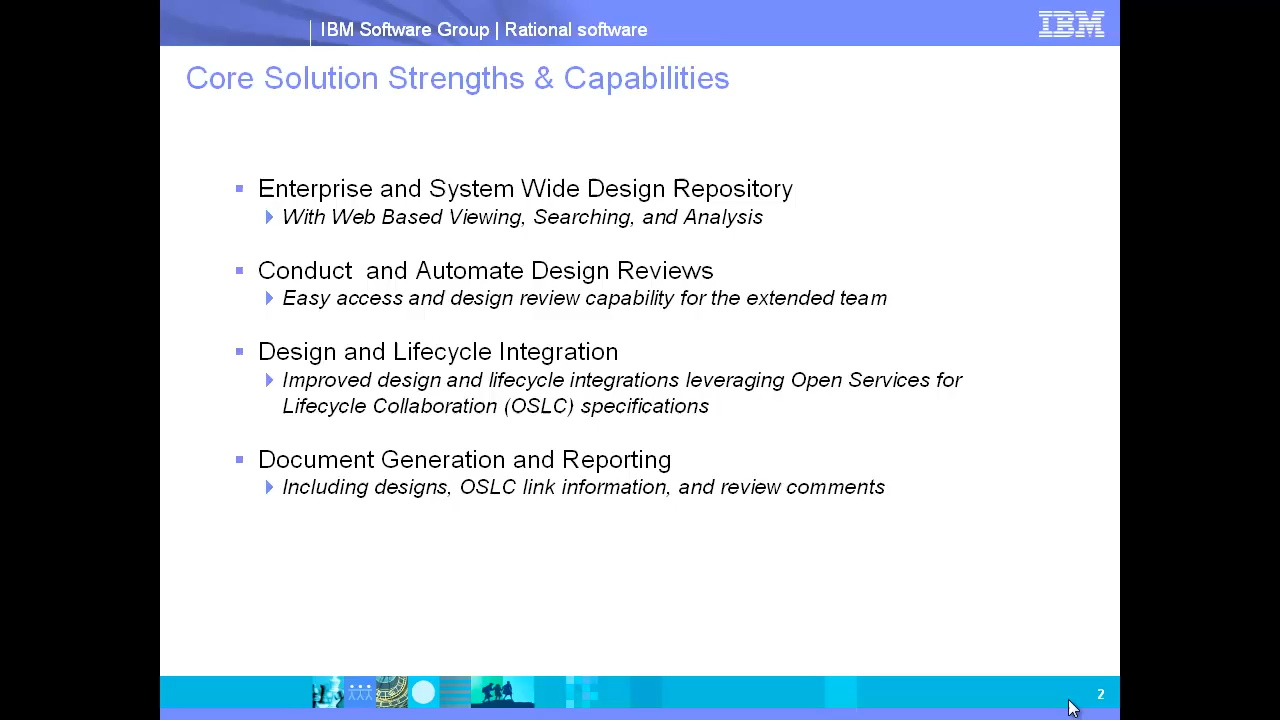 IBM Software Group | Rational software
IBM
Core Solution Strengths & Capabilities
Enterprise and System Wide Design Repository
With Web Based Viewing, Searching, and Analysis
Conduct  and Automate Design Reviews
Easy access and design review capability for the extended team
Design and Lifecycle Integration
Improved design and lifecycle integrations leveraging Open Services for
Lifecycle Collaboration (OSLC) specifications
Document Generation and Reporting
Including designs, OSLC link information, and review comments
2